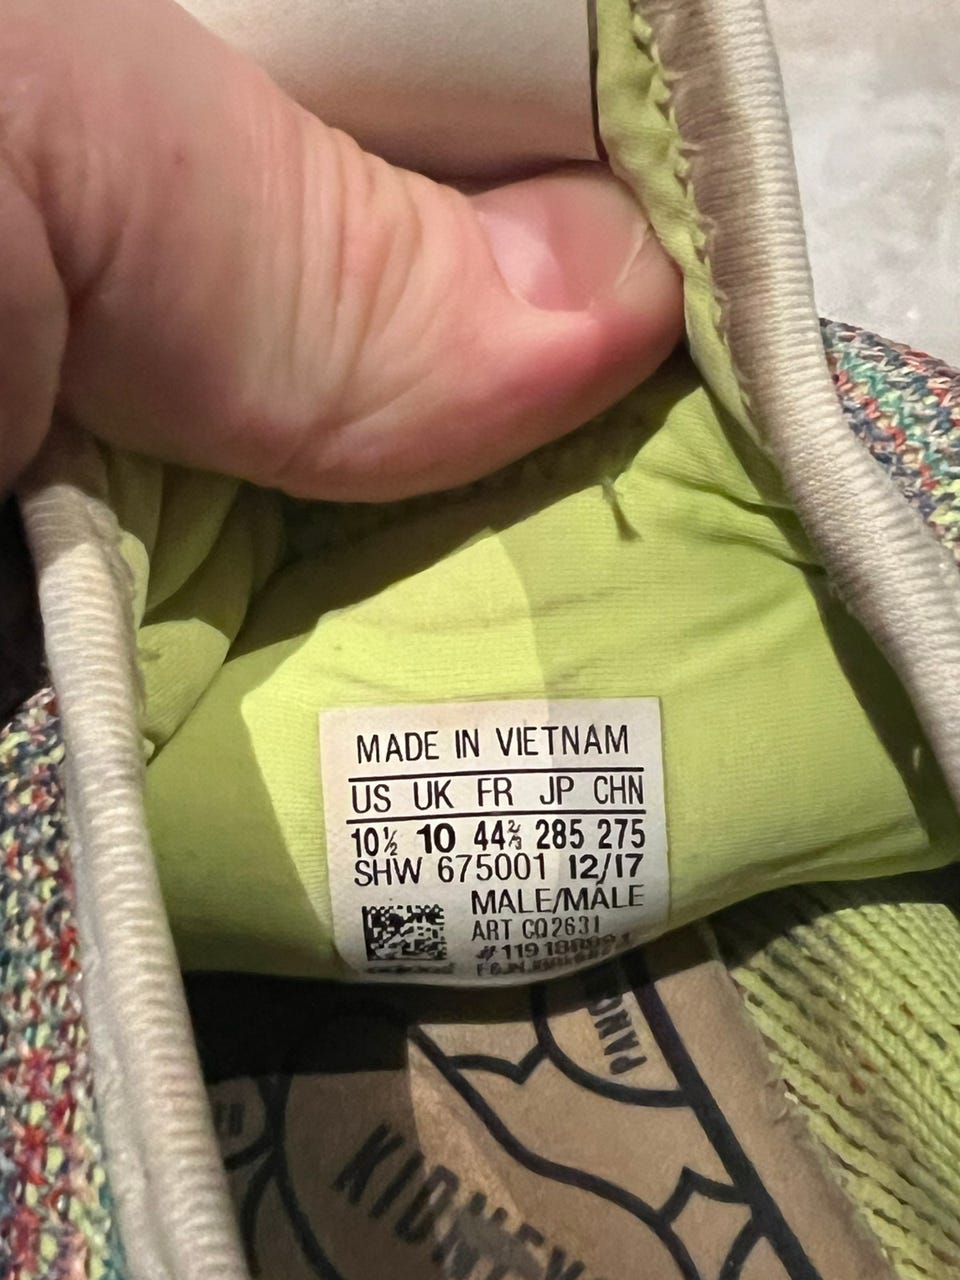 MADE IN VIETNAM
US UK FR JP CHN
10½ 10 44⅔ 285 275
SHW 675001 12/17
MALE/MALE
ART CQ2631
KIDNEY